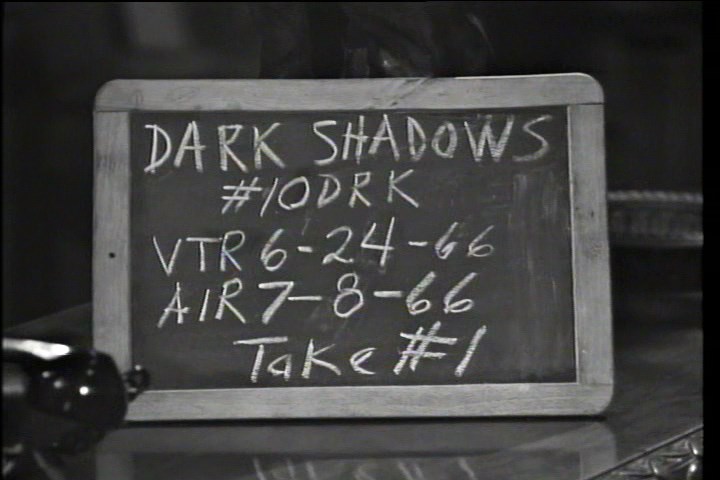 DARK SHADOWS
#10DRK
VTR 6-24-66
AIR 7-8-66
Take #1